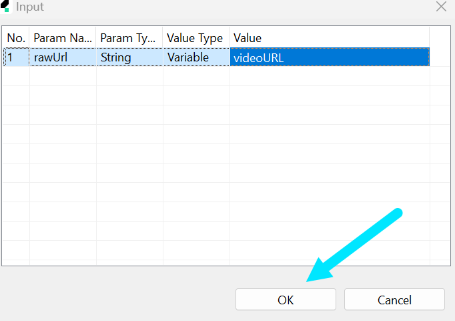 Input
No. Param Na... Param Ty... Value Type Value
1 rawUrl String Variable videoURL
OK Cancel